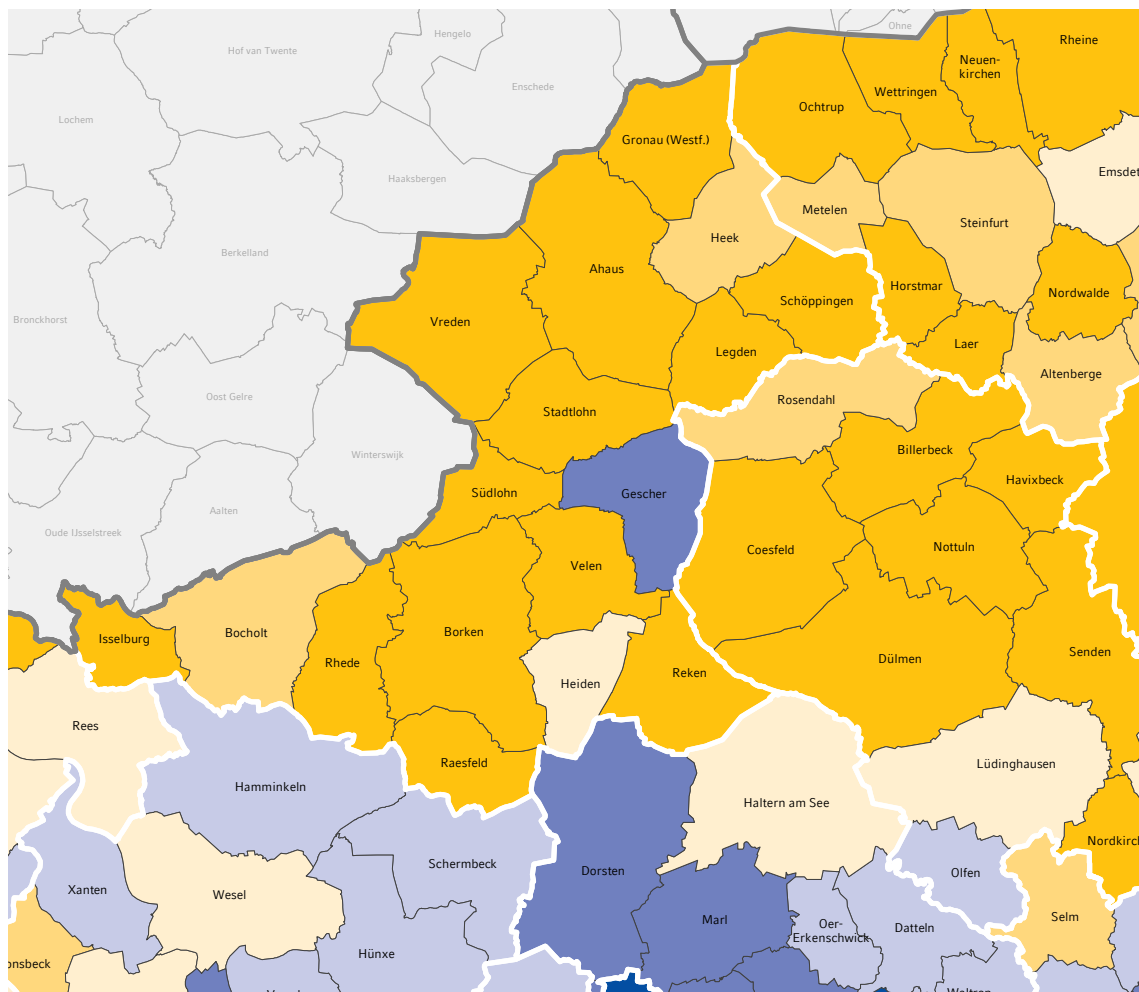 Ohne
Hengelo
Hof van Twente
Rheine
Neuen-
kirchen
Enschede
Wettringen
Ochtrup
Lochem
Gronau (Westf.)
Haaksbergen
Metelen
Steinfurt
Heek
Berkelland
Ahaus
Horstmar
Nordwalde
Schöppingen
Bronckhorst
Vreden
Laer
Legden
Altenberge
Oost Gelre
Rosendahl
Stadtlohn
Billerbeck
Winterswijk
Havixbeck
Südlohn
Gescher
Aalten
Oude IJsselstreek
Nottuln
Coesfeld
Velen
Isselburg
Bocholt
Borken
Senden
Dülmen
Rhede
Reken
Heiden
Rees
Raesfeld
Lüdinghausen
Hamminkeln
Haltern am See
Nordkirch
Schermbeck
Dorsten
Olfen
Xanten
Wesel
Selm
Marl
Oer-
Erkenschwick
Datteln
Hünxe
onsbeck